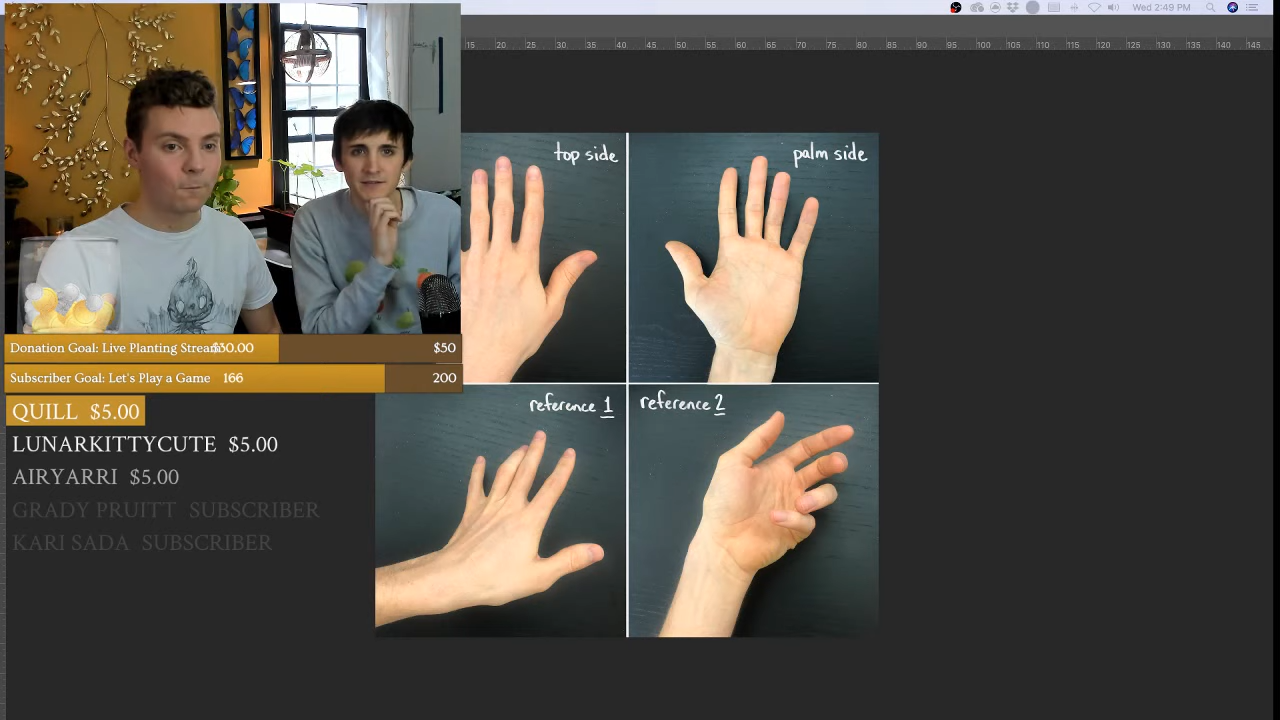 Wed 2:49 PM
15 20 25 30 35 40 45 50 55 60 65 70 75 80 85 90 95 100 105 110 115 120 125 130 135 140 145
top side
palm side
Donation Goal: Live Planting Stream $30.00 $50
Subscriber Goal: Let's Play a Game 166 200
reference 1
reference 2
QUILL $5.00
LUNARKITTYCUTE $5.00
AIRYARRI $5.00
GRADY PRUITT SUBSCRIBER
KARI SADA SUBSCRIBER